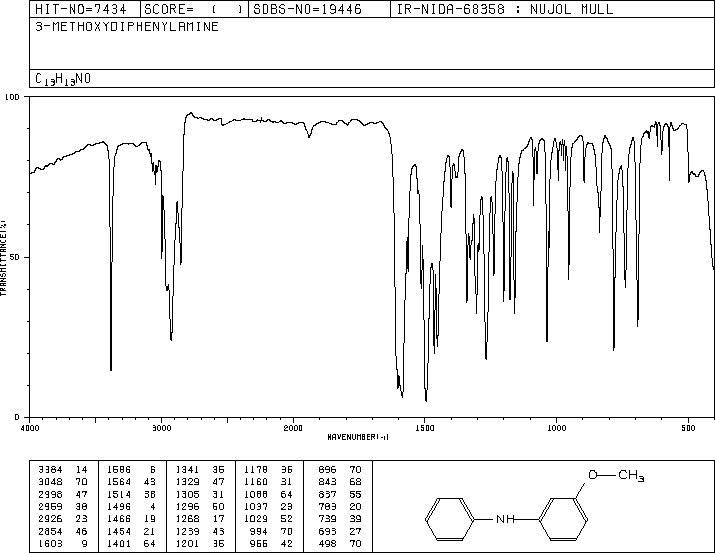 HIT-NO=7434 SCORE= ( ) SDBS-NO=19446 IR-NIDA-68358 : NUJOL MULL
3-METHOXYDIPHENYLAMINE
C13H13NO
100
50
0
TRANSMITTANCE(%)
4000 3000 2000 1500 1000 500
WAVENUMBER(-1)
3384 14 1586 6 1341 35 1178 36 896 70
3048 70 1564 43 1329 47 1160 31 843 68
2998 47 1514 38 1305 31 1088 64 837 55
2959 38 1496 4 1296 50 1037 23 783 20
2926 23 1466 19 1268 17 1029 52 739 39
2854 46 1454 21 1239 43 994 70 693 27
1603 9 1401 64 1201 35 955 42 498 70
O—CH3
NH